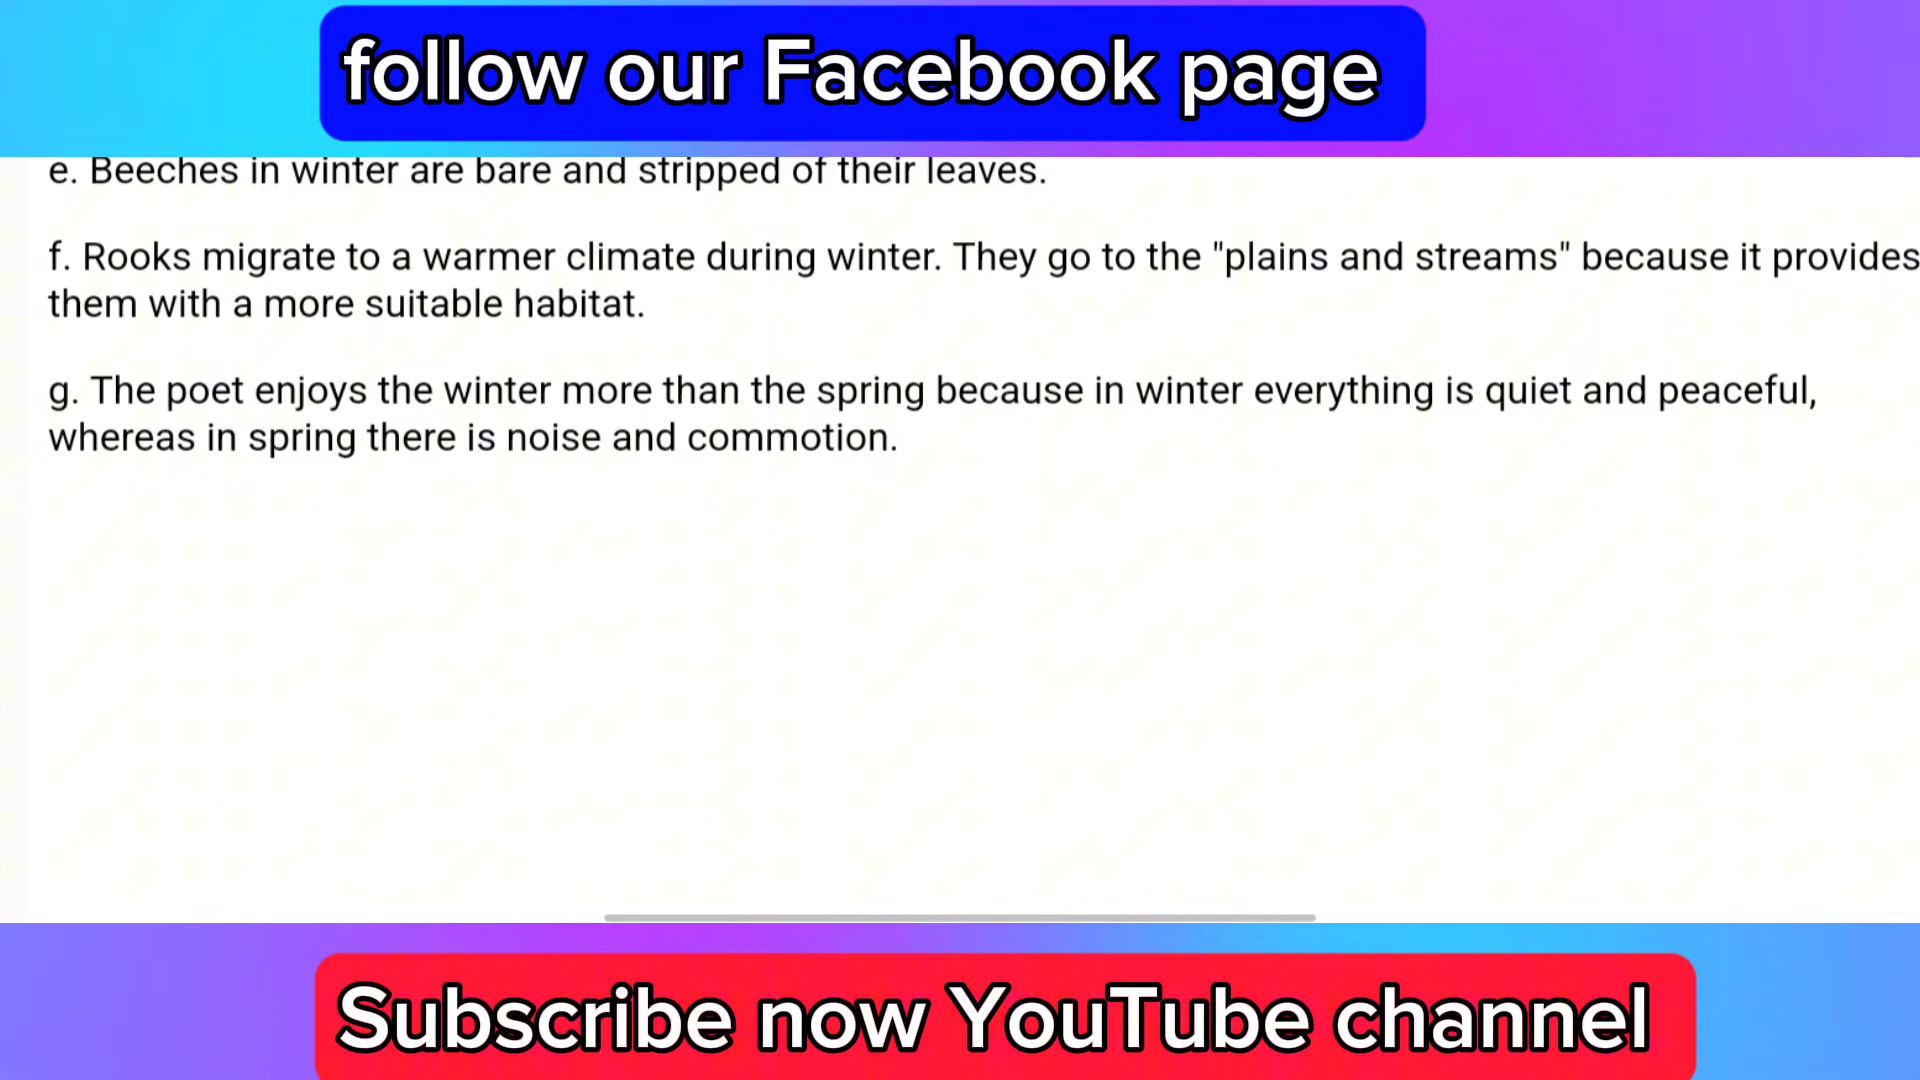 follow our Facebook page
e. Beeches in winter are bare and stripped of their leaves.
f. Rooks migrate to a warmer climate during winter. They go to the "plains and streams" because it provides
them with a more suitable habitat.
g. The poet enjoys the winter more than the spring because in winter everything is quiet and peaceful,
whereas in spring there is noise and commotion.
Subscribe now YouTube channel